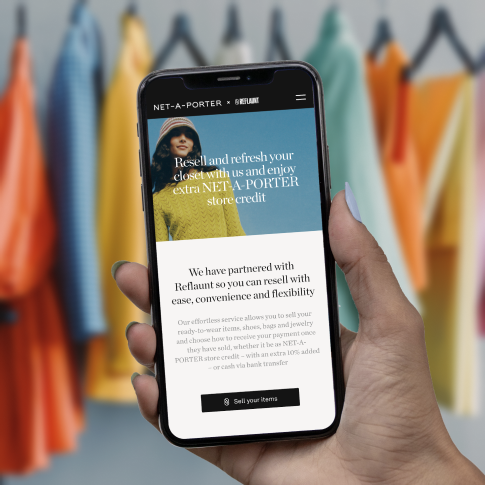 NET-A-PORTER × REFLAUNT
Resell and refresh your
closet with us and enjoy
extra NET-A-PORTER
store credit
We have partnered with
Reflaunt so you can resell with
ease, convenience and flexibility
Our effortless service allows you to sell your
ready-to-wear items, shoes, bags and jewelry
and choose how to receive your payment once
they have sold, whether it be as NET-A-
PORTER store credit – with an extra 10% added
– or cash via bank transfer
Sell your items